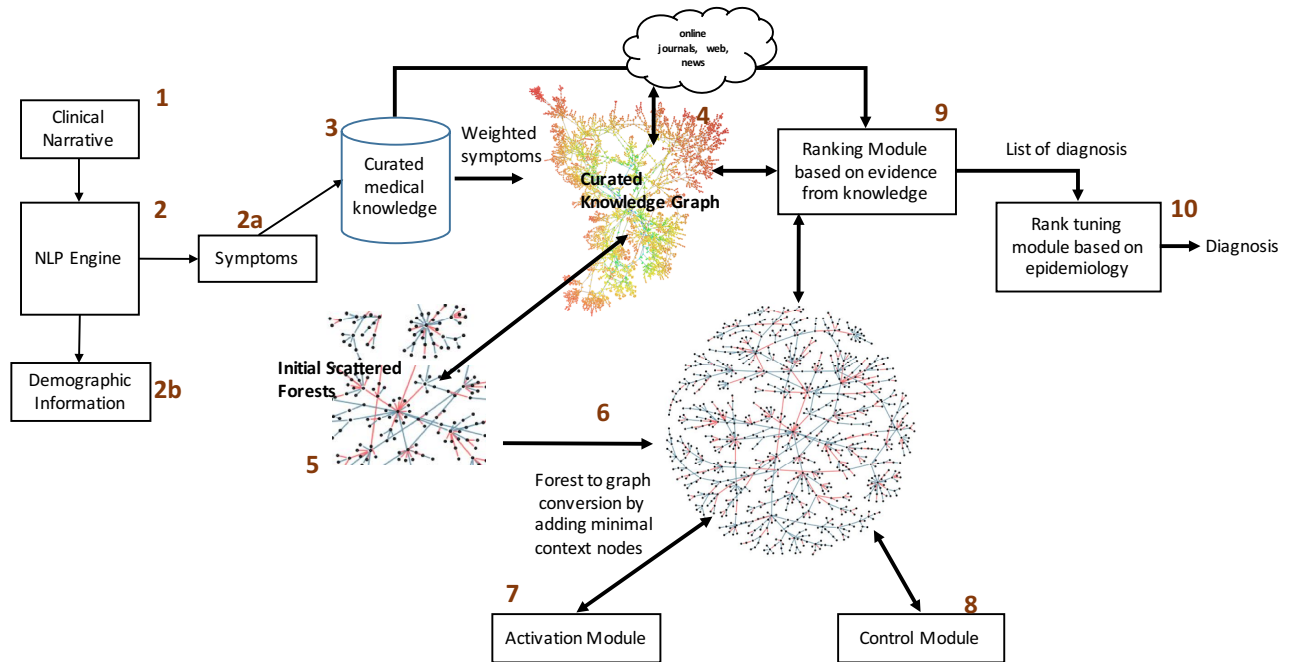 online
journals, web,
news
1
Clinical
Narrative
2
NLP Engine
2a
Symptoms
2b
Demographic
Information
3
Curated
medical
knowledge
Weighted
symptoms
4
Curated
Knowledge Graph
9
Ranking Module
based on evidence
from knowledge
List of diagnosis
10
Rank tuning
module based on
epidemiology
Diagnosis
Initial Scattered
Forests
5
6
Forest to graph
conversion by
adding minimal
context nodes
7
Activation Module
8
Control Module